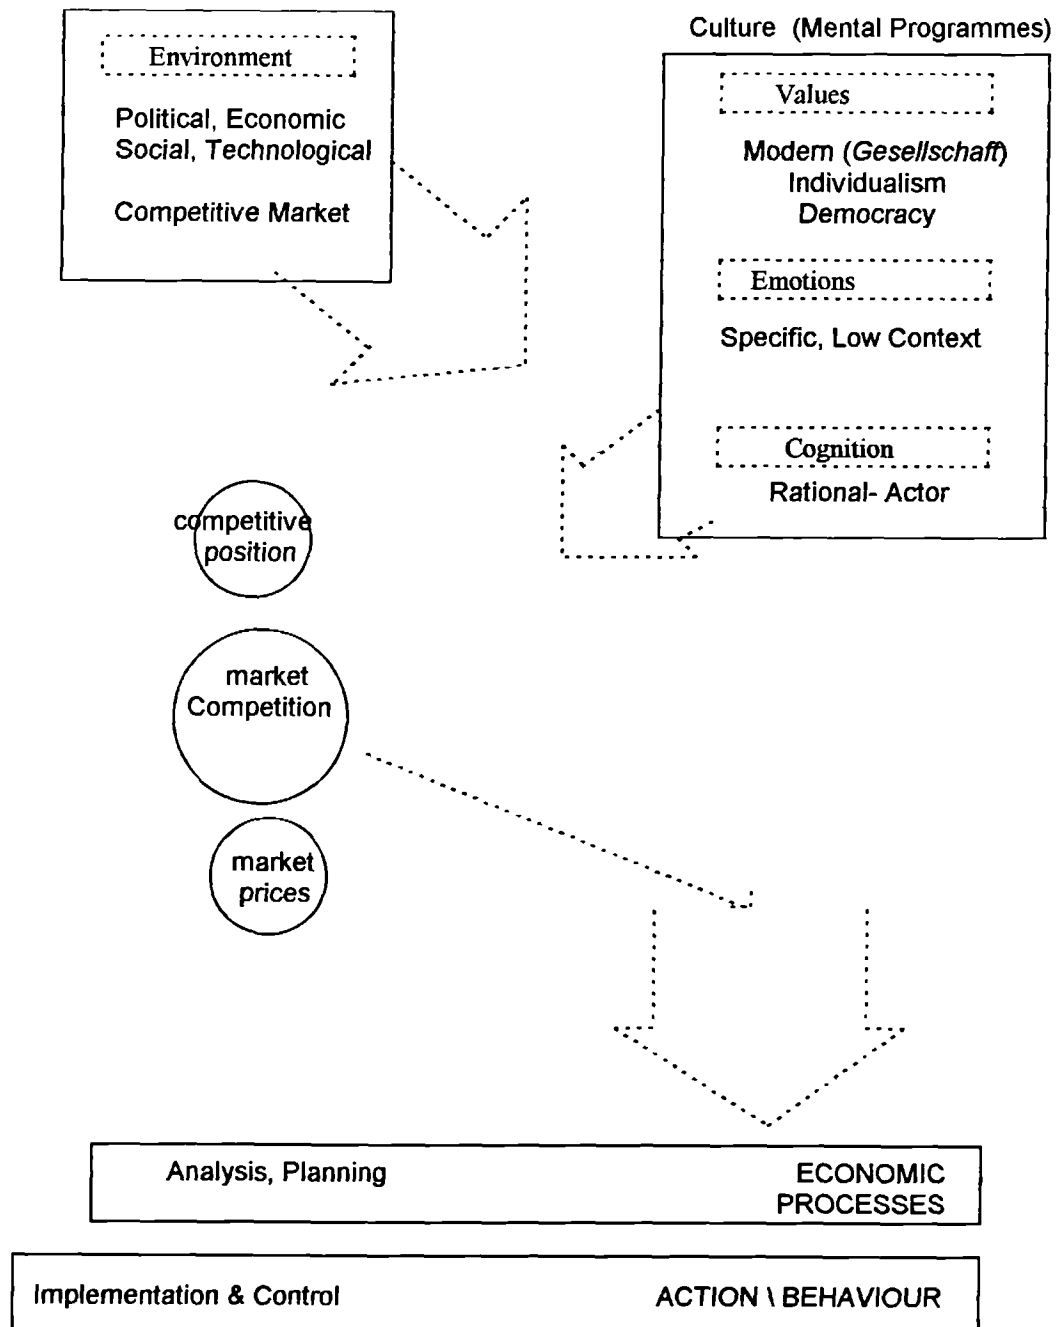 Environment
Political, Economic
Social, Technological
Competitive Market
Culture (Mental Programmes)
Values
Modern (Gesellschaft)
Individualism
Democracy
Emotions
Specific, Low Context
Cognition
Rational- Actor
competitive
position
market
Competition
market
prices
Analysis, Planning
ECONOMIC
PROCESSES
Implementation & Control
ACTION \ BEHAVIOUR